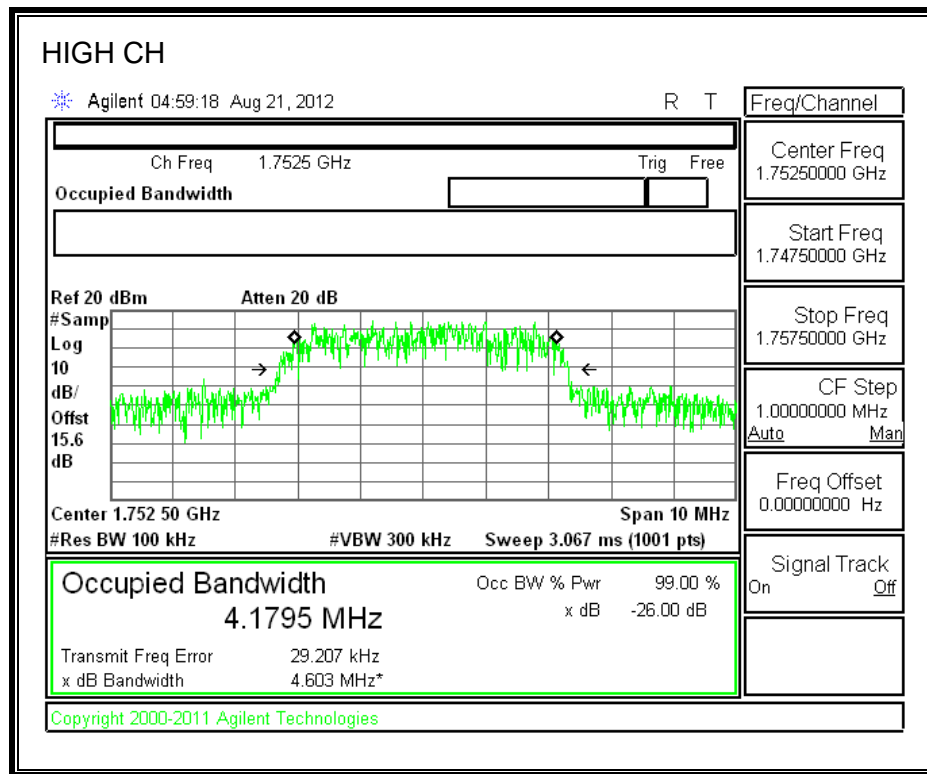 HIGH CH
Agilent 04:59:18 Aug 21, 2012 R T
Freq/Channel
Ch Freq 1.7525 GHz Trig Free
Occupied Bandwidth
Center Freq
1.75250000 GHz
Start Freq
1.74750000 GHz
Stop Freq
1.75750000 GHz
CF Step
1.00000000 MHz
Auto Man
Freq Offset
0.00000000 Hz
Signal Track
On Off
Ref 20 dBm Atten 20 dB
#Samp
Log
10
dB/
Offst
15.6
dB
Center 1.752 50 GHz Span 10 MHz
#Res BW 100 kHz #VBW 300 kHz Sweep 3.067 ms (1001 pts)
Occupied Bandwidth Occ BW % Pwr 99.00 %
4.1795 MHz x dB -26.00 dB
Transmit Freq Error 29.207 kHz
x dB Bandwidth 4.603 MHz*
Copyright 2000-2011 Agilent Technologies